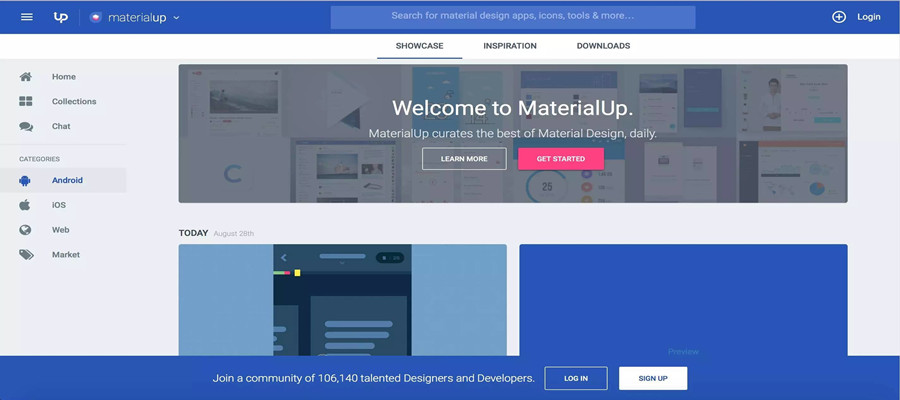 UP
materialup
Search for material design apps, icons, tools & more...
Login
SHOWCASE
INSPIRATION
DOWNLOADS
Home
Collections
Chat
CATEGORIES
Android
iOS
Web
Market
Welcome to MaterialUp.
MaterialUp curates the best of Material Design, daily.
LEARN MORE
GET STARTED
25
TODAY August 28th
Preview
Join a community of 106,140 talented Designers and Developers.
LOG IN
SIGN UP